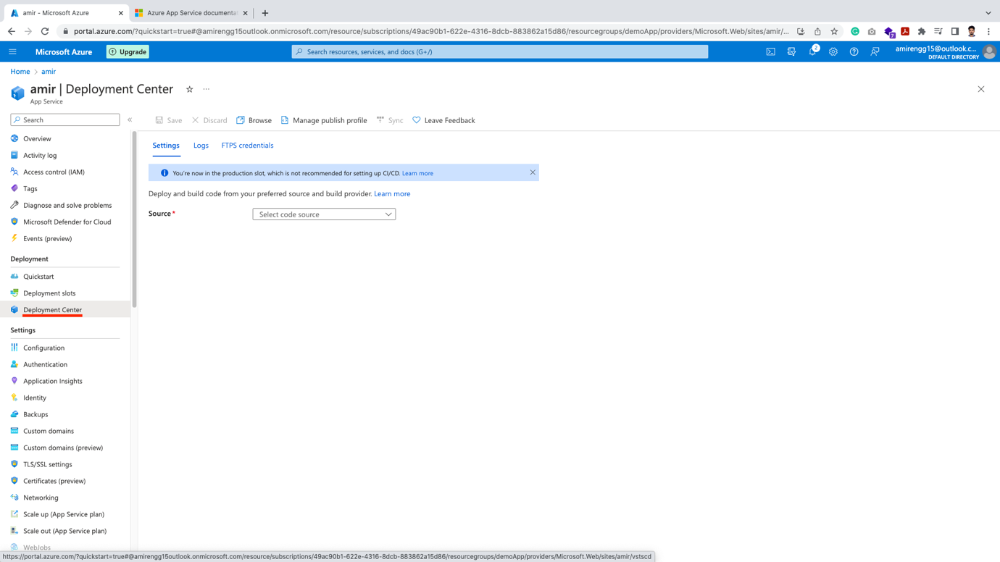 amir - Microsoft Azure
Azure App Service documentat
portal.azure.com/?quickstart=true#@amirengg15outlook.onmicrosoft.com/resource/subscriptions/49ac90b1-622e-4316-8dcb-883862a15d86/resourcegroups/demoApp/providers/Microsoft.Web/sites/amir/...
7
Microsoft Azure
Upgrade
Search resources, services, and docs (G+/)
2
amirengg15@outlook.c...
DEFAULT DIRECTORY
Home > amir
amir | Deployment Center
...
App Service
Search
«
Save
Discard
Browse
Manage publish profile
Sync
Leave Feedback
Overview
Activity log
Access control (IAM)
Tags
Diagnose and solve problems
Microsoft Defender for Cloud
Events (preview)
Deployment
Quickstart
Deployment slots
Deployment Center
Settings
Configuration
Authentication
Application Insights
Identity
Backups
Custom domains
Custom domains (preview)
TLS/SSL settings
Certificates (preview)
Networking
Scale up (App Service plan)
Scale out (App Service plan)
WebJobs
Settings
Logs
FTPS credentials
You're now in the production slot, which is not recommended for setting up CI/CD. Learn more
Deploy and build code from your preferred source and build provider. Learn more
Source*
Select code source
https://portal.azure.com/?quickstart=true#@amirengg15outlook.onmicrosoft.com/resource/subscriptions/49ac90b1-622e-4316-8dcb-883862a15d86/resourcegroups/demoApp/providers/Microsoft.Web/sites/amir/vstscd